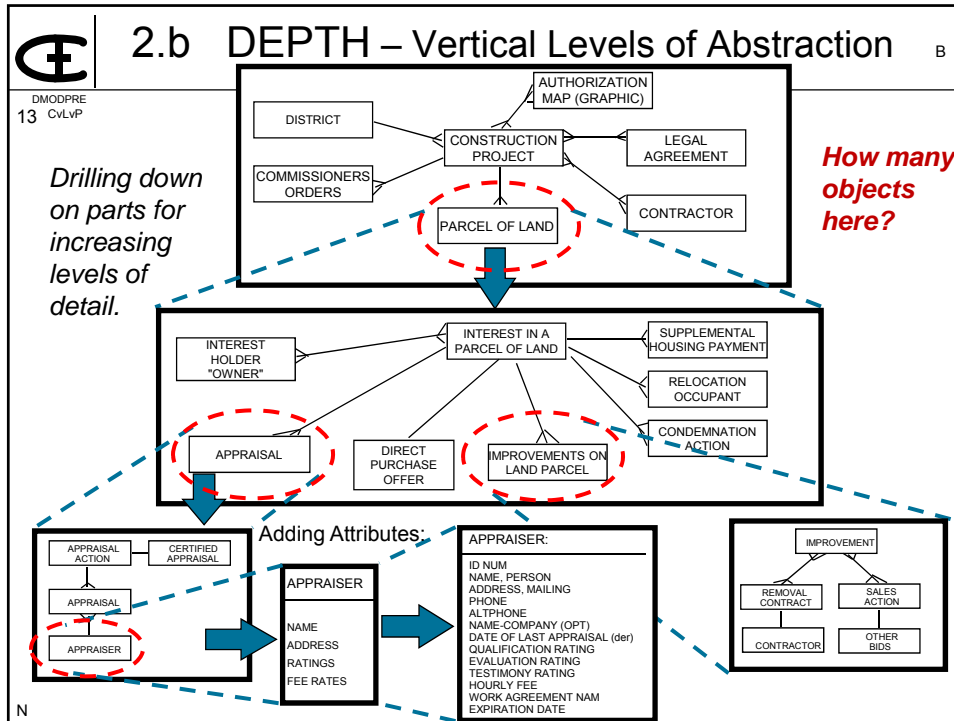 2.b DEPTH – Vertical Levels of Abstraction
B
DMODPRE
13 CvLvP
Drilling down
on parts for
increasing
levels of
detail.
AUTHORIZATION
MAP (GRAPHIC)
DISTRICT
CONSTRUCTION
PROJECT
LEGAL
AGREEMENT
COMMISSIONERS
ORDERS
CONTRACTOR
PARCEL OF LAND
How many
objects
here?
INTEREST IN A
PARCEL OF LAND
SUPPLEMENTAL
HOUSING PAYMENT
INTEREST
HOLDER
"OWNER"
RELOCATION
OCCUPANT
APPRAISAL
DIRECT
PURCHASE
OFFER
IMPROVEMENTS ON
LAND PARCEL
CONDEMNATION
ACTION
Adding Attributes:
APPRAISAL
ACTION
CERTIFIED
APPRAISAL
APPRAISAL
APPRAISER
APPRAISER
NAME
ADDRESS
RATINGS
FEE RATES
APPRAISER:
ID NUM
NAME, PERSON
ADDRESS, MAILING
PHONE
ALTPHONE
NAME-COMPANY (OPT)
DATE OF LAST APPRAISAL (der)
QUALIFICATION RATING
EVALUATION RATING
TESTIMONY RATING
HOURLY FEE
WORK AGREEMENT NAM
EXPIRATION DATE
IMPROVEMENT
REMOVAL
CONTRACT
SALES
ACTION
CONTRACTOR
OTHER
BIDS
N